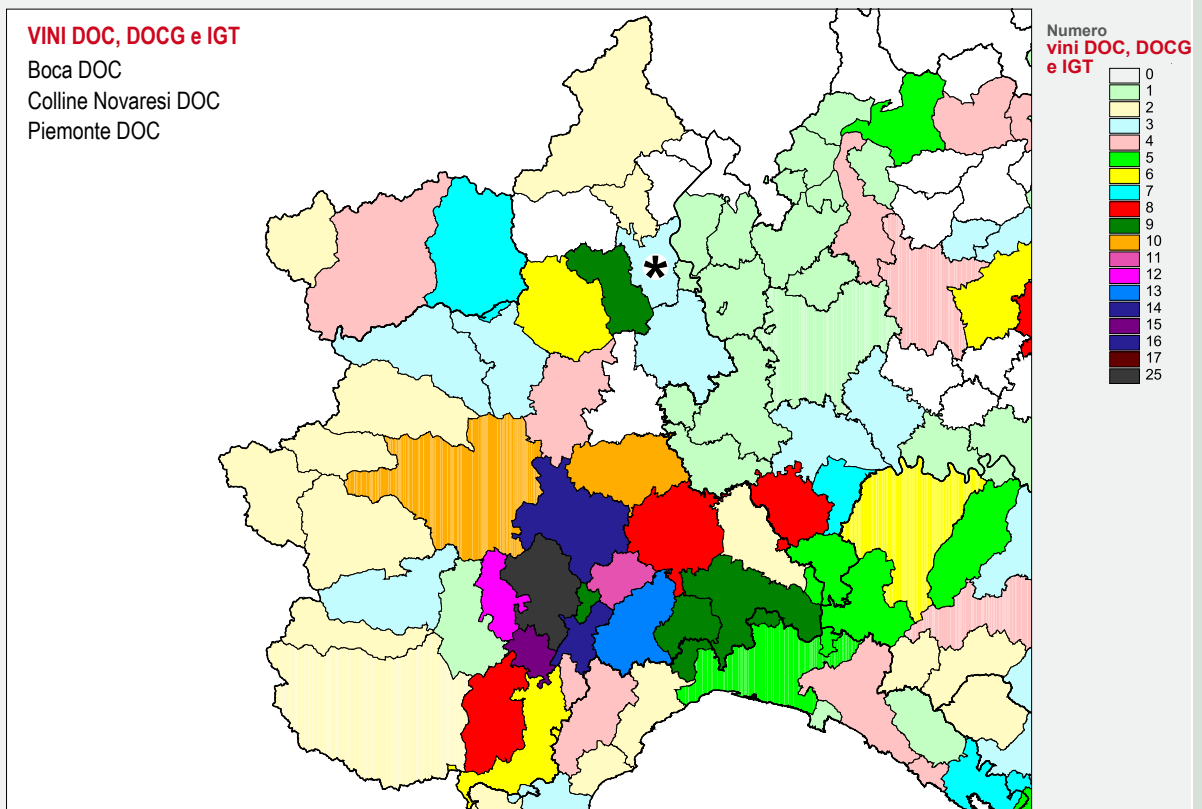 VINI DOC, DOCG e IGT
Boca DOC
Colline Novaresi DOC
Piemonte DOC
*
Numero
vini DOC, DOCG
e IGT
0
1
2
3
4
5
6
7
8
9
10
11
12
13
14
15
16
17
25